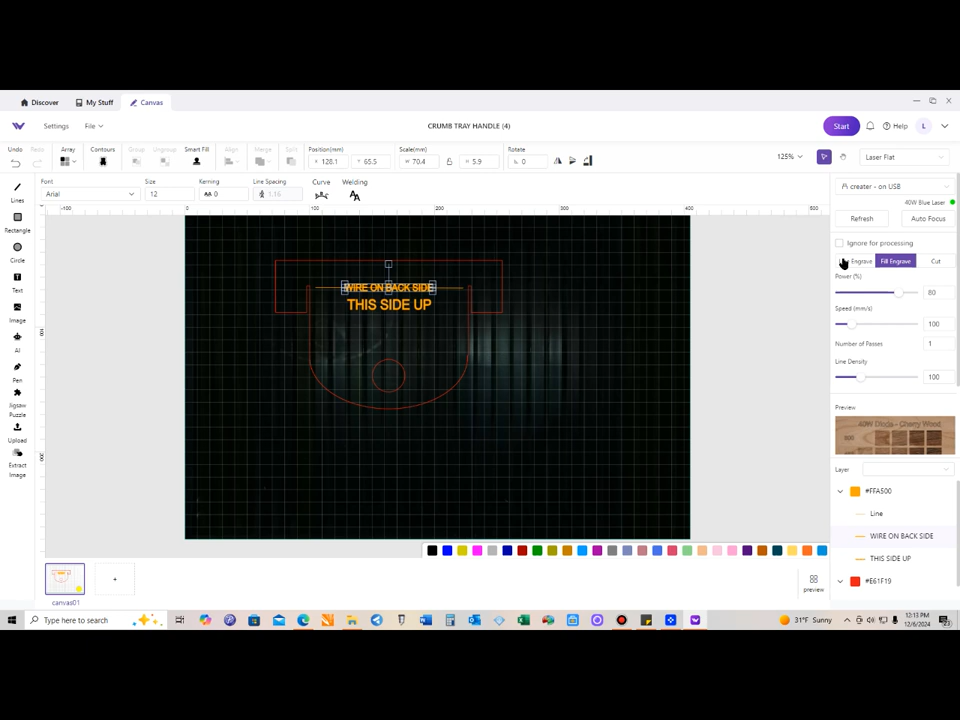 Discover My Stuff Canvas
Settings File CRUMB TRAY HANDLE (4) Start Help L
Undo Redo Array Contours Group Ungroup Smart Fill Align Merge Split Position(mm) Scale(mm) Rotate
X 128.1 Y 65.5 W 70.4 H 5.9 0 125% Laser Flat
Font Size Kerning Line Spacing Curve Welding
Arial 12 AA 0 1.16 AA
creater - on USB
40W Blue Laser
Refresh Auto Focus
Ignore for processing
Engrave Fill Engrave Cut
Power (%)
80
Speed (mm/s)
100
Number of Passes 1
Line Density
100
Preview
40W Diode - Cherry Wood
Layer
#FFA500
Line
WIRE ON BACK SIDE
THIS SIDE UP
#E61F19
Lines
Rectangle
Circle
Text
Image
AI
Pen
Jigsaw
Puzzle
Upload
Extract
Image
-100 0 100 200 300 400 500
100
200
WIRE ON BACK SIDE
THIS SIDE UP
canvas01
preview
Type here to search 31°F Sunny 12:13 PM
12/6/2024